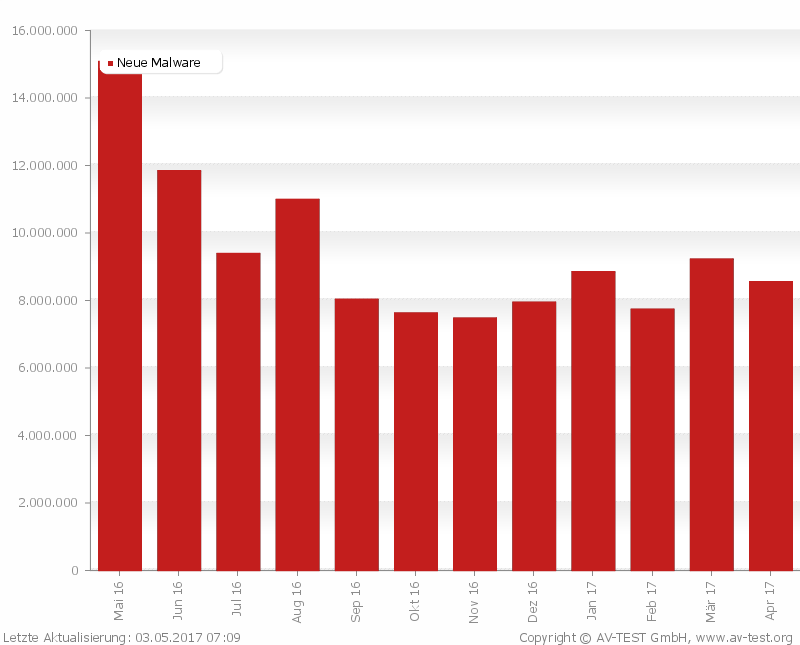 16.000.000
Neue Malware
14.000.000
12.000.000
10.000.000
8.000.000
6.000.000
4.000.000
2.000.000
0
Mai 16
Jun 16
Jul 16
Aug 16
Sep 16
Okt 16
Nov 16
Dez 16
Jan 17
Feb 17
Mär 17
Apr 17
Letzte Aktualisierung: 03.05.2017 07:09
Copyright © AV-TEST GmbH, www.av-test.org